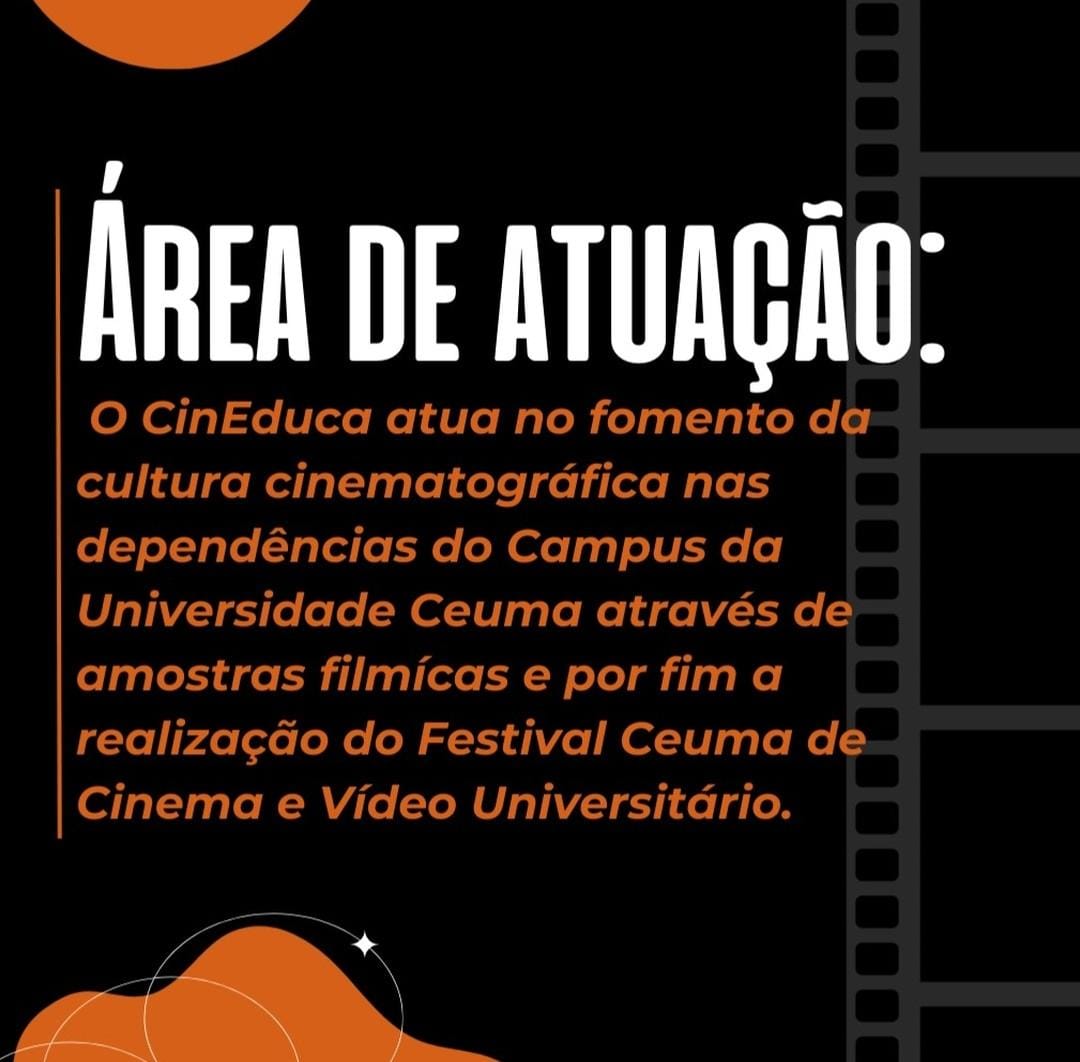 ÁREA DE ATUAÇÃO:
O CinEduca atua no fomento da
cultura cinematográfica nas
dependências do Campus da
Universidade Ceuma através de
amostras filmícas e por fim a
realização do Festival Ceuma de
Cinema e Vídeo Universitário.